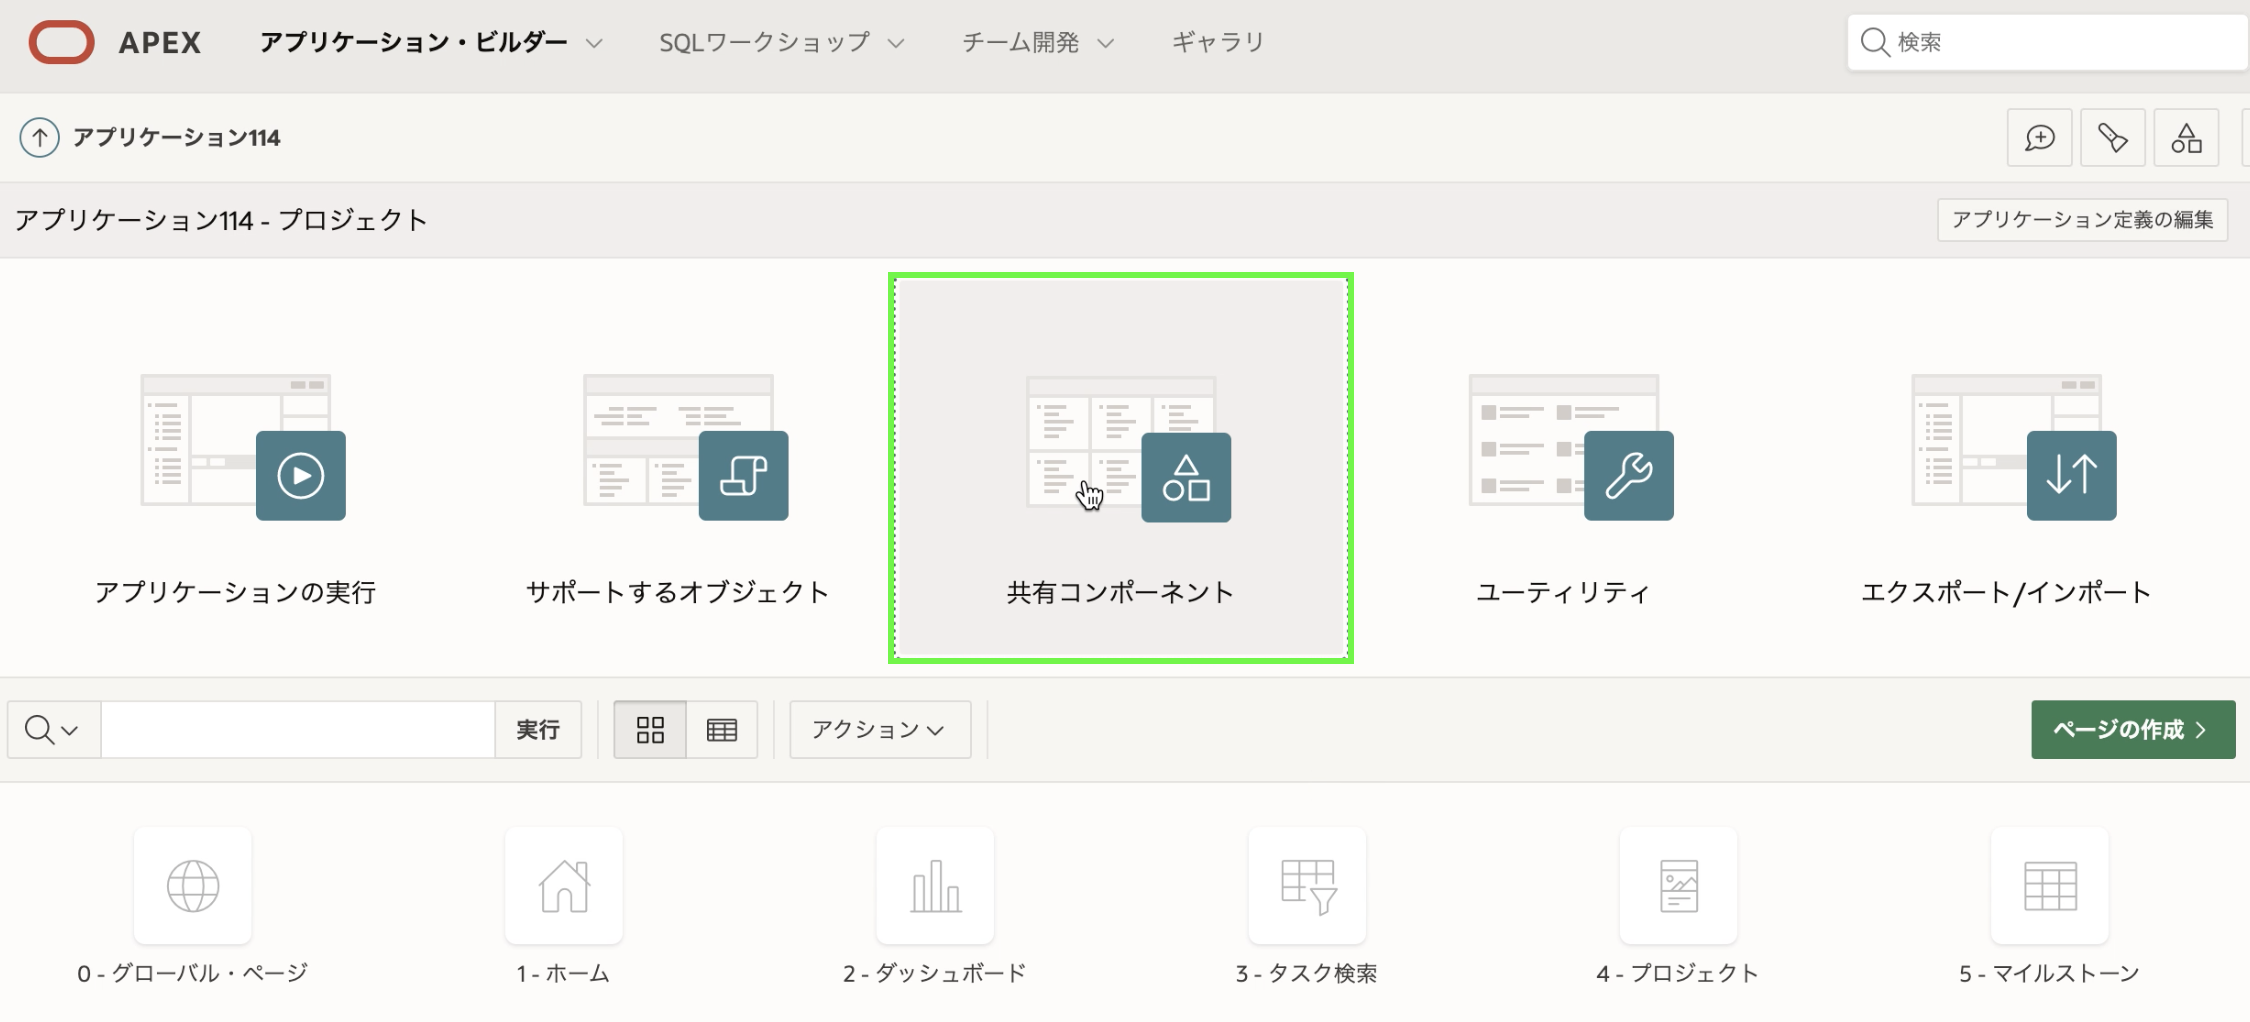 APEX アプリケーション・ビルダー SQLワークショップ チーム開発 ギャラリ 検索
アプリケーション114
アプリケーション114 - プロジェクト アプリケーション定義の編集
アプリケーションの実行 サポートするオブジェクト 共有コンポーネント ユーティリティ エクスポート/インポート
実行 アクション ページの作成
0 - グローバル・ページ 1 - ホーム 2 - ダッシュボード 3 - タスク検索 4 - プロジェクト 5 - マイルストーン